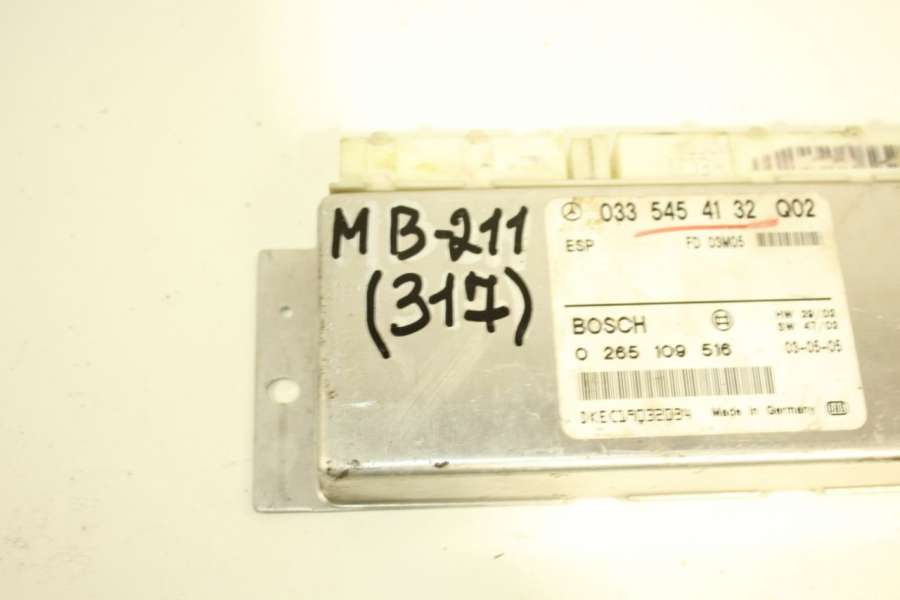 MB-211
(317)
033 545 41 32 Q02
ESP FD 03M05
BOSCH HW 29/02
SW 47/02
0 265 109 516 03-05-05
Made in Germany